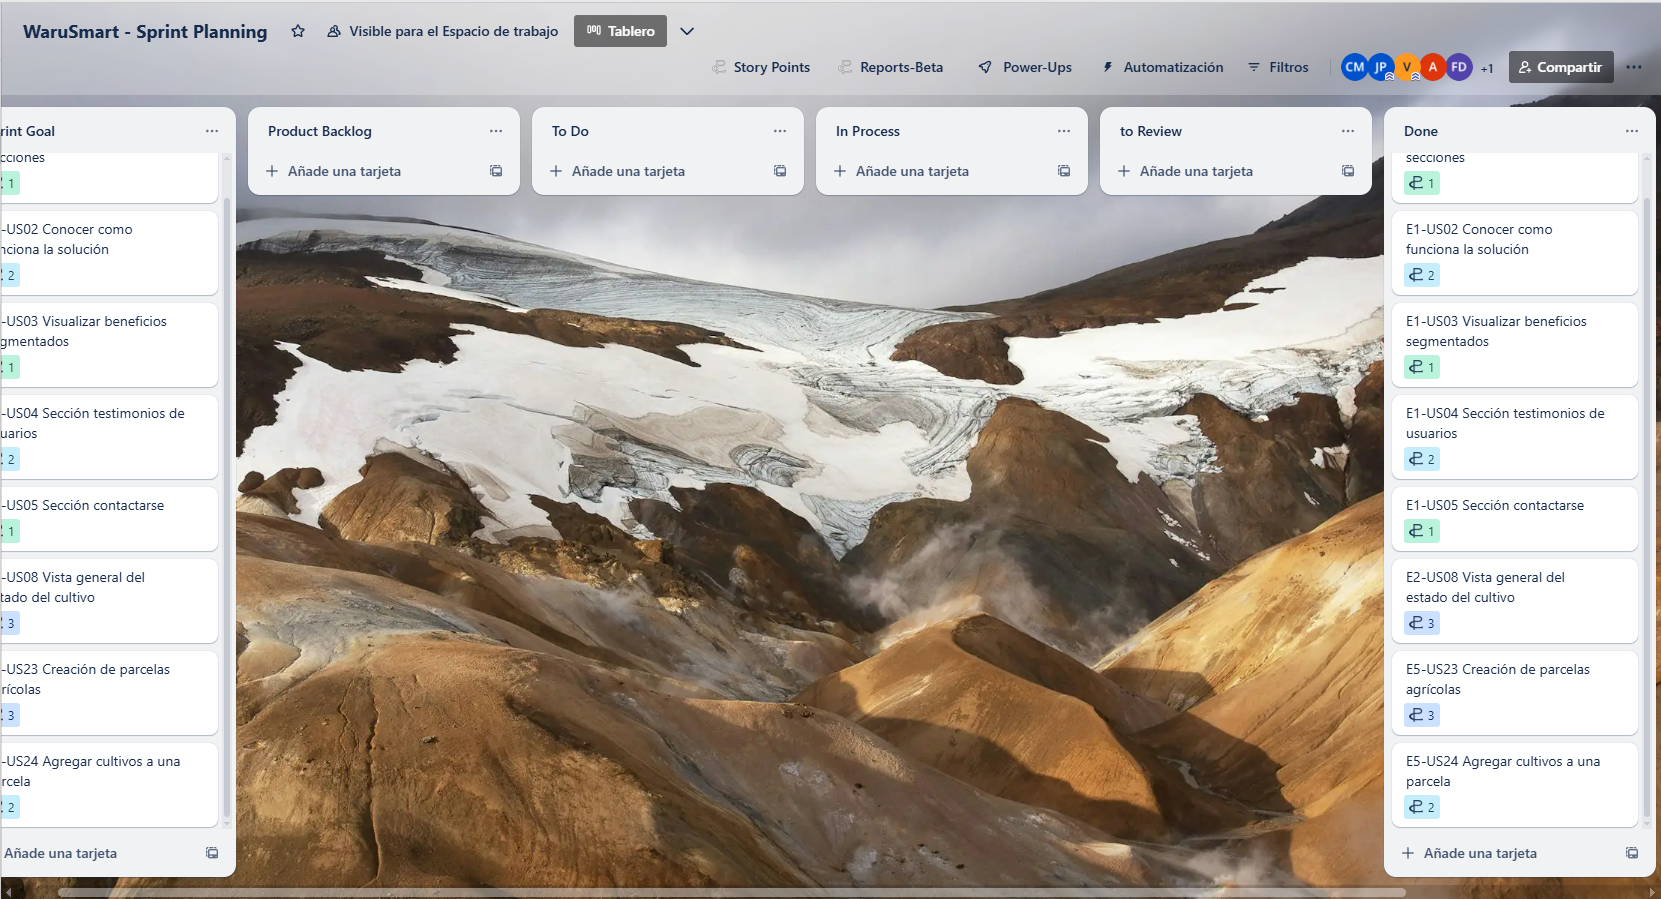 WaruSmart - Sprint Planning
Visible para el Espacio de trabajo
Tablero
Story Points
Reports-Beta
Power-Ups
Automatización
Filtros
CM
JP
V
A
FD
+1
Compartir
rint Goal
cciones
1
-US02 Conocer como
nciona la solución
2
-US03 Visualizar beneficios
gmentados
1
-US04 Sección testimonios de
uarios
2
-US05 Sección contactarse
1
-US08 Vista general del
tado del cultivo
3
-US23 Creación de parcelas
rícolas
3
-US24 Agregar cultivos a una
rcela
2
Añade una tarjeta
Product Backlog
Añade una tarjeta
To Do
Añade una tarjeta
In Process
Añade una tarjeta
to Review
Añade una tarjeta
Done
secciones
1
E1-US02 Conocer como
funciona la solución
2
E1-US03 Visualizar beneficios
segmentados
1
E1-US04 Sección testimonios de
usuarios
2
E1-US05 Sección contactarse
1
E2-US08 Vista general del
estado del cultivo
3
E5-US23 Creación de parcelas
agrícolas
3
E5-US24 Agregar cultivos a una
parcela
2
Añade una tarjeta